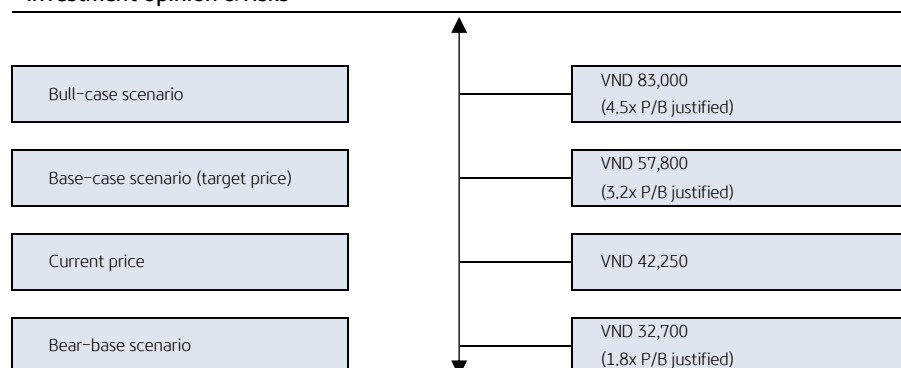 Investment opinion & risks
Bull-case scenario
VND 83,000
(4.5x P/B justified)
Base-case scenario (target price)
VND 57,800
(3.2x P/B justified)
Current price
VND 42,250
Bear-base scenario
VND 32,700
(1.8x P/B justified)